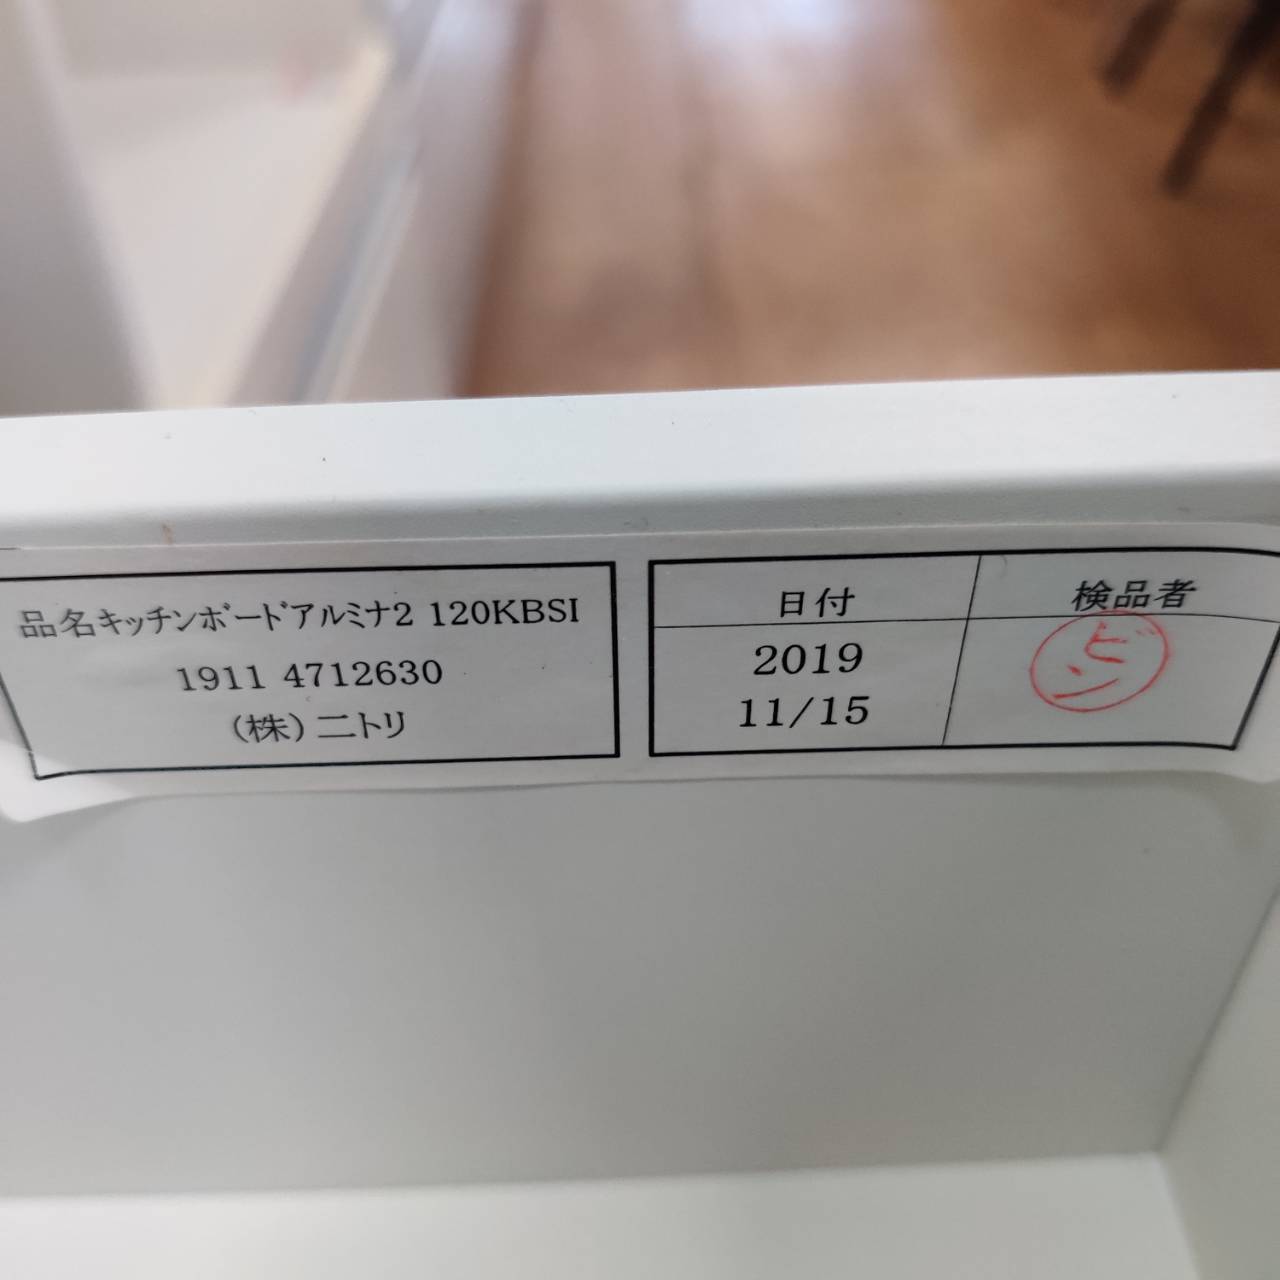 品名キッチンボードアルミナ2 120KBSI
1911 4712630
(株)ニトリ
日付
検品者
2019
11/15
ビン